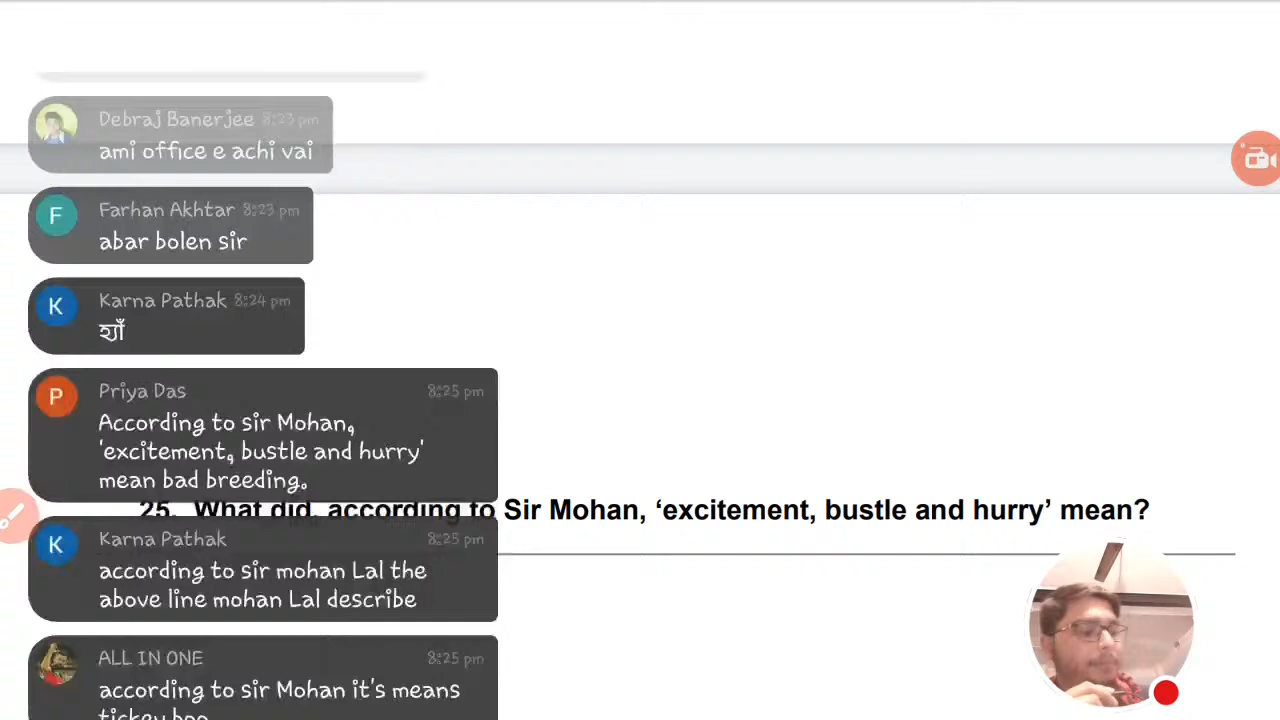 Debraj Banerjee 8:23 pm
ami office e achi vai
F
Farhan Akhtar 8:23 pm
abar bolen sir
K
Karna Pathak 8:24 pm
হ্যাঁ
P
Priya Das 8:25 pm
According to sir Mohan,
'excitement, bustle and hurry'
mean bad breeding.
25. What did, according to Sir Mohan, ‘excitement, bustle and hurry’ mean?
K
Karna Pathak 8:25 pm
according to sir mohan Lal the
above line mohan Lal describe
ALL IN ONE 8:25 pm
according to sir Mohan it's means
tickey boo